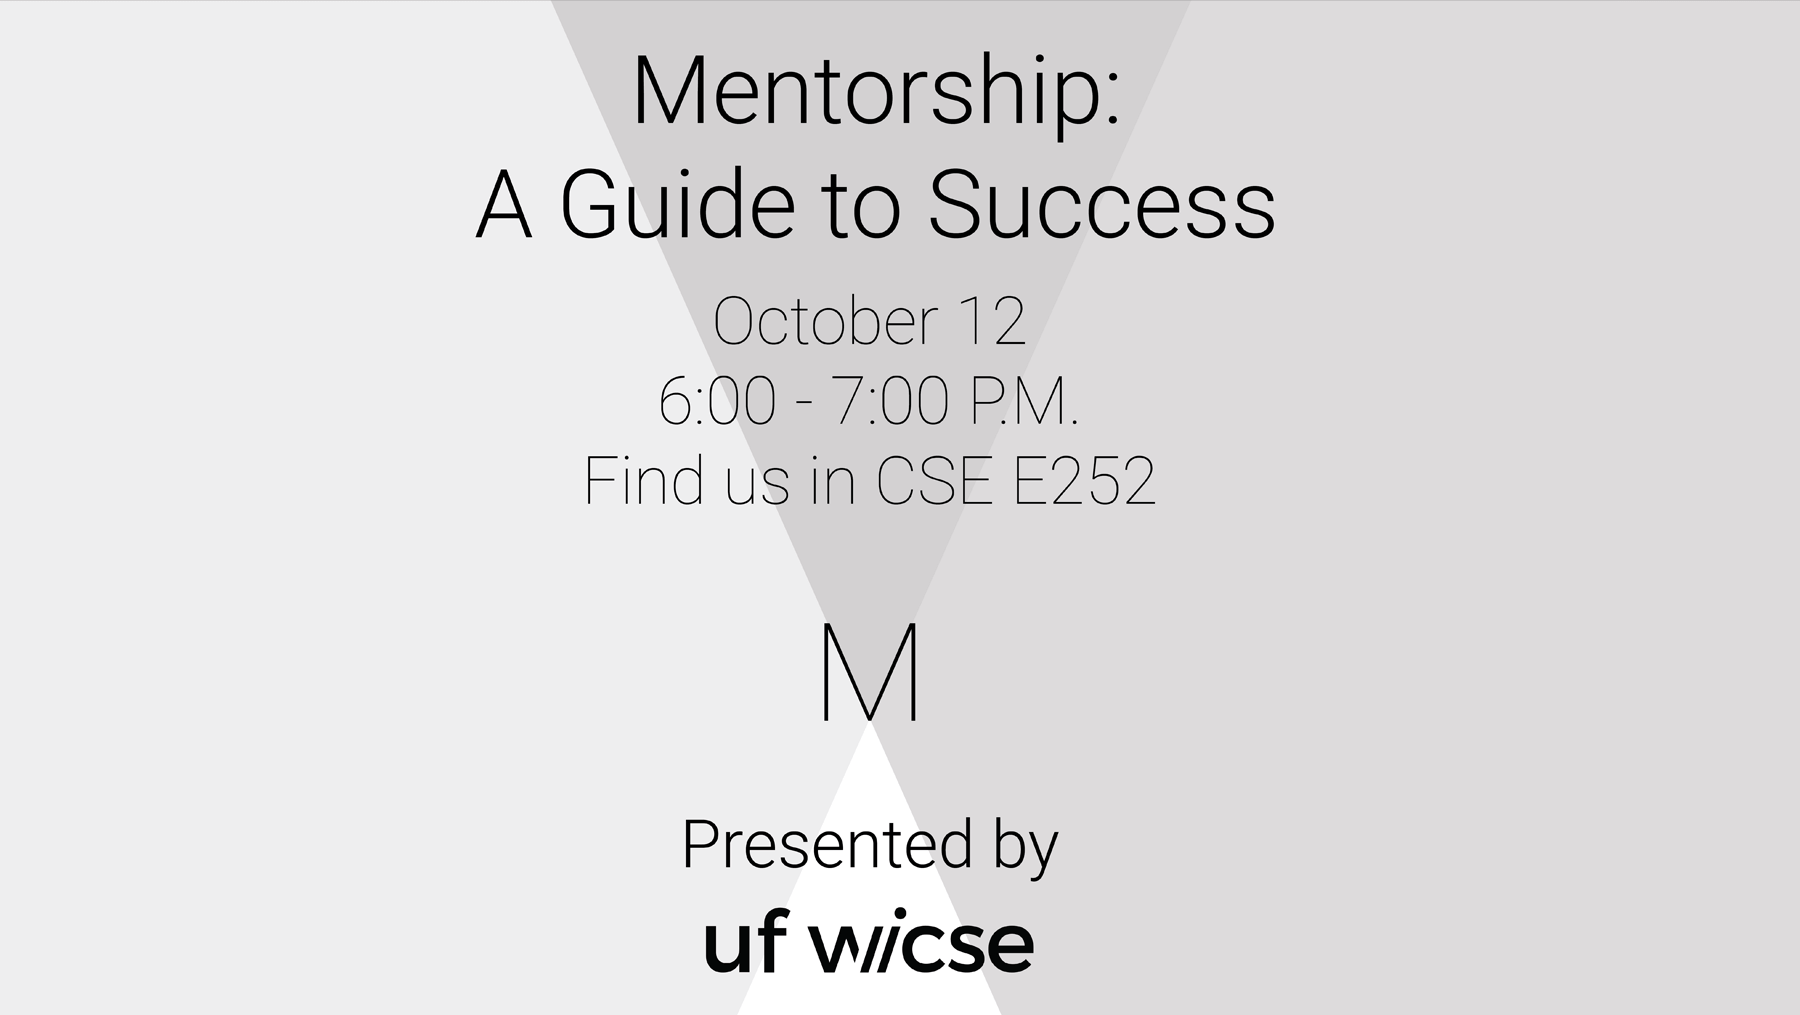 Mentorship:
A Guide to Success
October 12
6:00 - 7:00 P.M.
Find us in CSE E252
M
Presented by
uf wicse